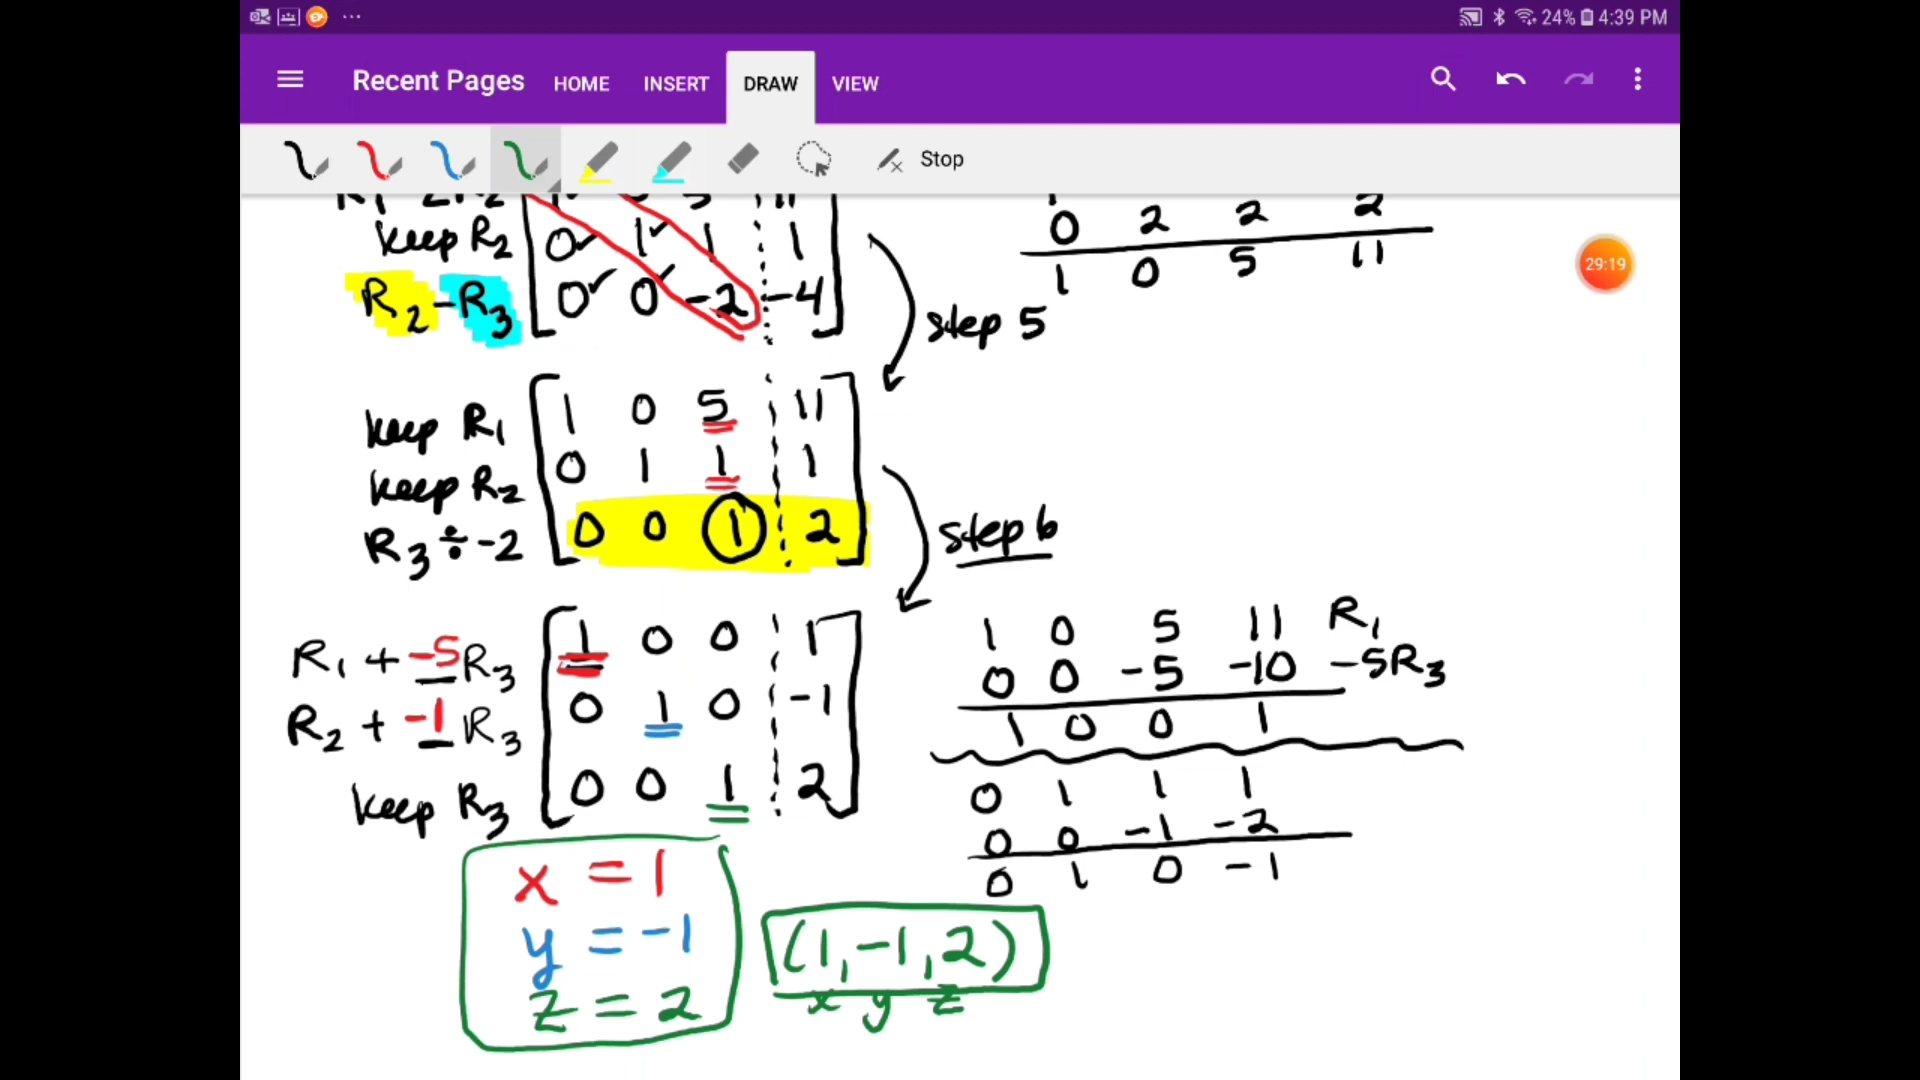 24% 4:39 PM
Recent Pages HOME INSERT DRAW VIEW
Stop
29:19
keep R2 0 1 1 1
R2 - R3 0 0 -2 -4
0 2 2 2
1 0 5 11
step 5
keep R1 1 0 5 11
keep R2 0 1 1 1
R3 ÷ -2 0 0 1 2
step 6
R1 + -5R3 1 0 0 1
R2 + -1 R3 0 1 0 -1
keep R3 0 0 1 2
1 0 5 11 R1
0 0 -5 -10 -5R3
1 0 0 1
0 1 1 1
0 0 -1 -2
0 1 0 -1
x = 1
y = -1
z = 2
(1,-1,2)
x y z